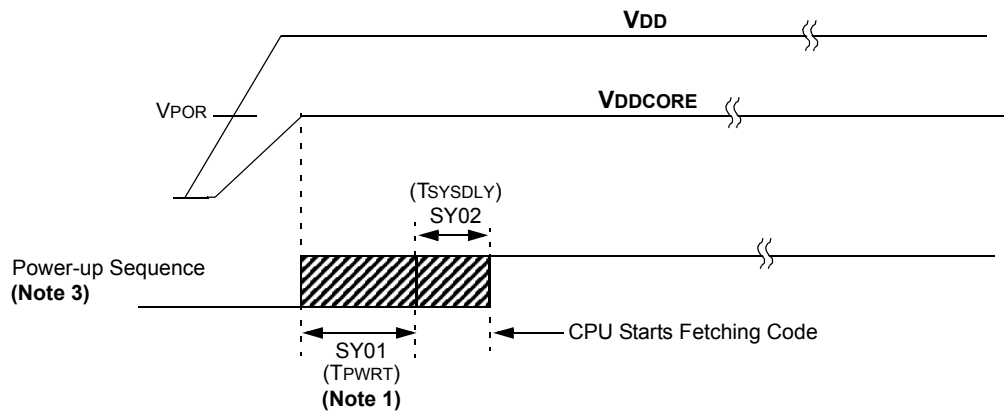 VDD
VPOR
VDDCORE
(TSYSDLY)
SY02
Power-up Sequence
(Note 3)
CPU Starts Fetching Code
SY01
(TPWRT)
(Note 1)